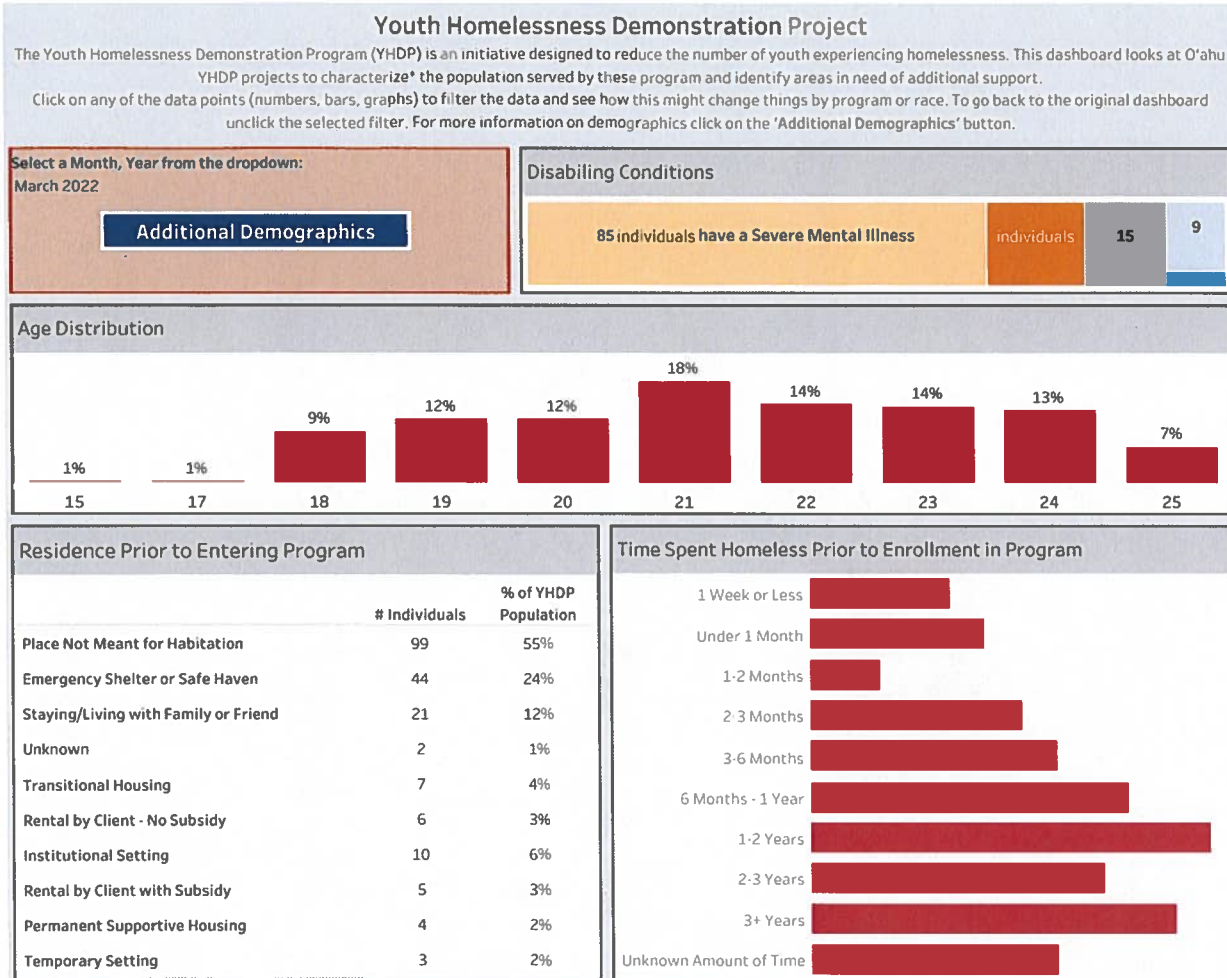 Youth Homelessness Demonstration Project
The Youth Homelessness Demonstration Program (YHDP) is an initiative designed to reduce the number of youth experiencing homelessness. This dashboard looks at O'ahu
YHDP projects to characterize* the population served by these program and identify areas in need of additional support.
Click on any of the data points (numbers, bars, graphs) to filter the data and see how this might change things by program or race. To go back to the original dashboard
unclick the selected filter. For more information on demographics click on the 'Additional Demographics' button.
Select a Month, Year from the dropdown:
March 2022
Additional Demographics
Disabiling Conditions
85 individuals have a Severe Mental Illness
individuals
15
9
Age Distribution
1% 1% 9% 12% 12% 18% 14% 14% 13% 7%
15 17 18 19 20 21 22 23 24 25
Residence Prior to Entering Program
# Individuals % of YHDP Population
Place Not Meant for Habitation 99 55%
Emergency Shelter or Safe Haven 44 24%
Staying/Living with Family or Friend 21 12%
Unknown 2 1%
Transitional Housing 7 4%
Rental by Client - No Subsidy 6 3%
Institutional Setting 10 6%
Rental by Client with Subsidy 5 3%
Permanent Supportive Housing 4 2%
Temporary Setting 3 2%
Time Spent Homeless Prior to Enrollment in Program
1 Week or Less
Under 1 Month
1-2 Months
2-3 Months
3-6 Months
6 Months - 1 Year
1-2 Years
2-3 Years
3+ Years
Unknown Amount of Time